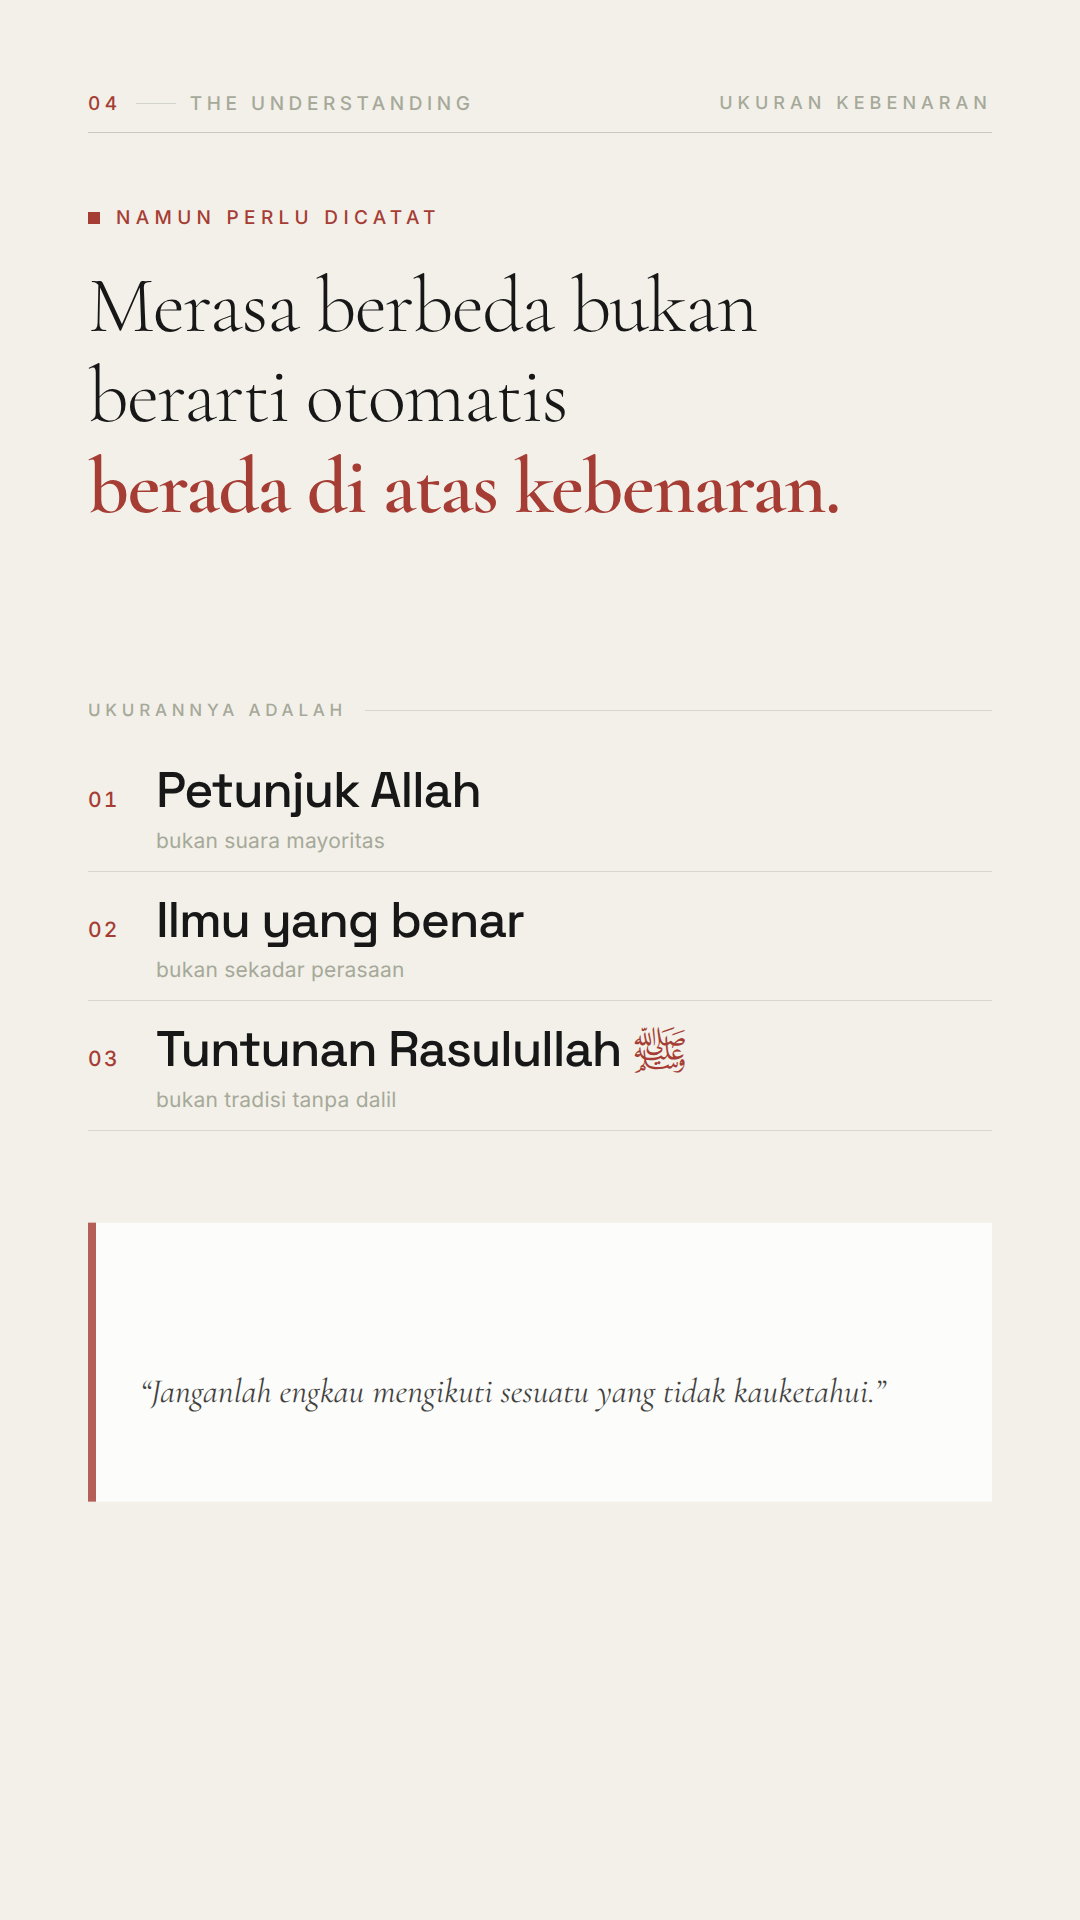 04 — THE UNDERSTANDING
UKURAN KEBENARAN
NAMUN PERLU DICATAT
Merasa berbeda bukan
berarti otomatis
berada di atas kebenaran.
UKURANNYA ADALAH
01 Petunjuk Allah
bukan suara mayoritas
02 Ilmu yang benar
bukan sekadar perasaan
03 Tuntunan Rasulullah ﷺ
bukan tradisi tanpa dalil
“Janganlah engkau mengikuti sesuatu yang tidak kauketahui.”